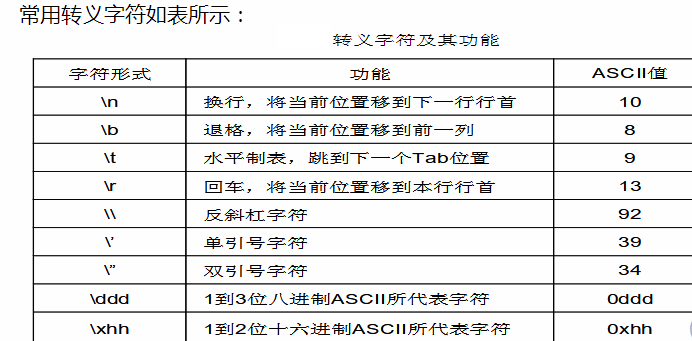 常用转义字符如表所示：
转义字符及其功能
字符形式 功能 ASCII值
\n 换行，将当前位置移到下一行行首 10
\b 退格，将当前位置移到前一列 8
\t 水平制表，跳到下一个Tab位置 9
\r 回车，将当前位置移到本行行首 13
\\ 反斜杠字符 92
\’ 单引号字符 39
\” 双引号字符 34
\ddd 1到3位八进制ASCII所代表字符 0ddd
\xhh 1到2位十六进制ASCII所代表字符 0xhh